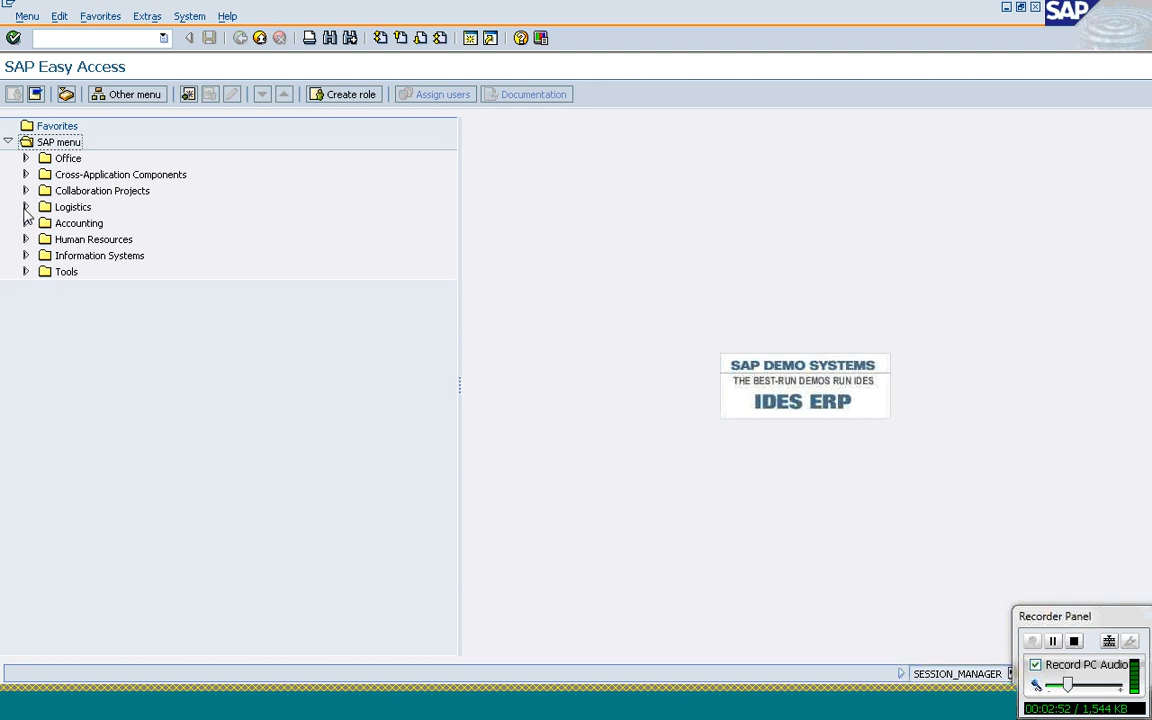 Menu Edit Favorites Extras System Help
SAP
SAP Easy Access
Other menu Create role Assign users Documentation
Favorites
SAP menu
Office
Cross-Application Components
Collaboration Projects
Logistics
Accounting
Human Resources
Information Systems
Tools
SAP DEMO SYSTEMS
THE BEST-RUN DEMOS RUN IDES
IDES ERP
Recorder Panel
Record PC Audio
SESSION_MANAGER
00:02:52 / 1,544 KB